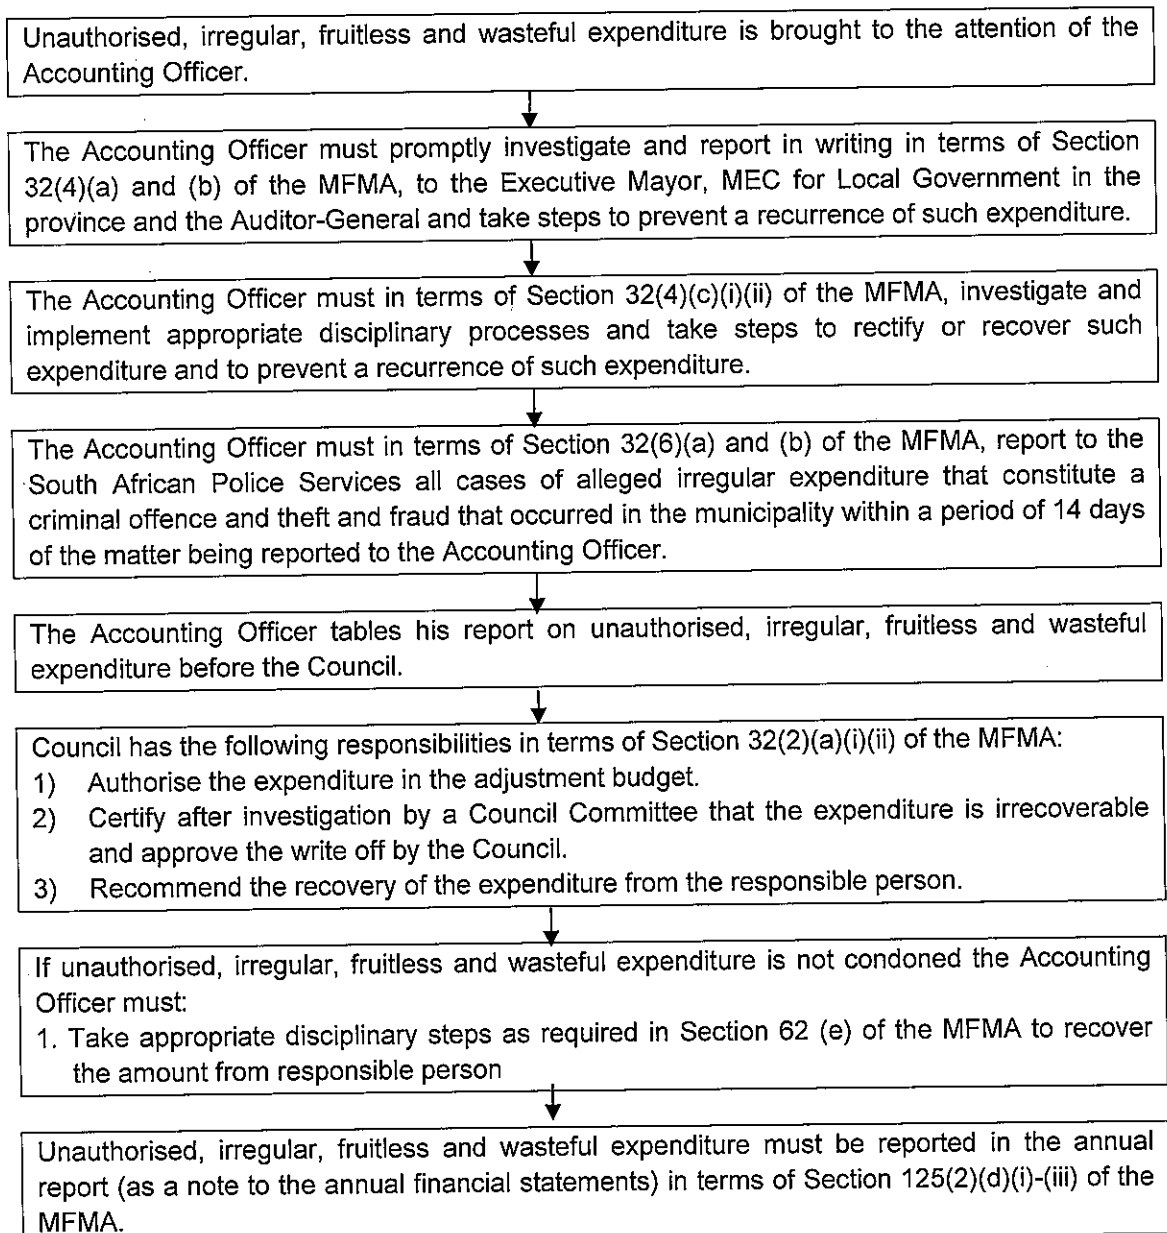 Unauthorised, irregular, fruitless and wasteful expenditure is brought to the attention of the
Accounting Officer.
The Accounting Officer must promptly investigate and report in writing in terms of Section
32(4)(a) and (b) of the MFMA, to the Executive Mayor, MEC for Local Government in the
province and the Auditor-General and take steps to prevent a recurrence of such expenditure.
The Accounting Officer must in terms of Section 32(4)(c)(i)(ii) of the MFMA, investigate and
implement appropriate disciplinary processes and take steps to rectify or recover such
expenditure and to prevent a recurrence of such expenditure.
The Accounting Officer must in terms of Section 32(6)(a) and (b) of the MFMA, report to the
South African Police Services all cases of alleged irregular expenditure that constitute a
criminal offence and theft and fraud that occurred in the municipality within a period of 14 days
of the matter being reported to the Accounting Officer.
The Accounting Officer tables his report on unauthorised, irregular, fruitless and wasteful
expenditure before the Council.
Council has the following responsibilities in terms of Section 32(2)(a)(i)(ii) of the MFMA:
1) Authorise the expenditure in the adjustment budget.
2) Certify after investigation by a Council Committee that the expenditure is irrecoverable
and approve the write off by the Council.
3) Recommend the recovery of the expenditure from the responsible person.
If unauthorised, irregular, fruitless and wasteful expenditure is not condoned the Accounting
Officer must:
1. Take appropriate disciplinary steps as required in Section 62 (e) of the MFMA to recover
the amount from responsible person
Unauthorised, irregular, fruitless and wasteful expenditure must be reported in the annual
report (as a note to the annual financial statements) in terms of Section 125(2)(d)(i)-(iii) of the
MFMA.